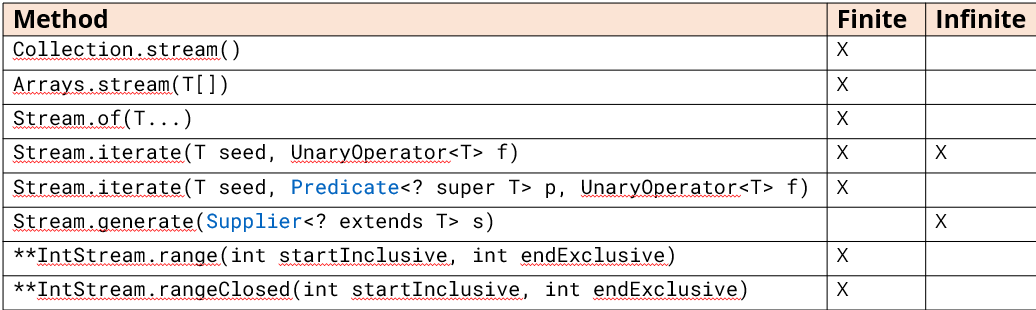 Method Finite Infinite
Collection.stream() X
Arrays.stream(T[]) X
Stream.of(T...) X
Stream.iterate(T seed, UnaryOperator<T> f) X X
Stream.iterate(T seed, Predicate<? super T> p, UnaryOperator<T> f) X
Stream.generate(Supplier<? extends T> s) X
**IntStream.range(int startInclusive, int endExclusive) X
**IntStream.rangeClosed(int startInclusive, int endExclusive) X